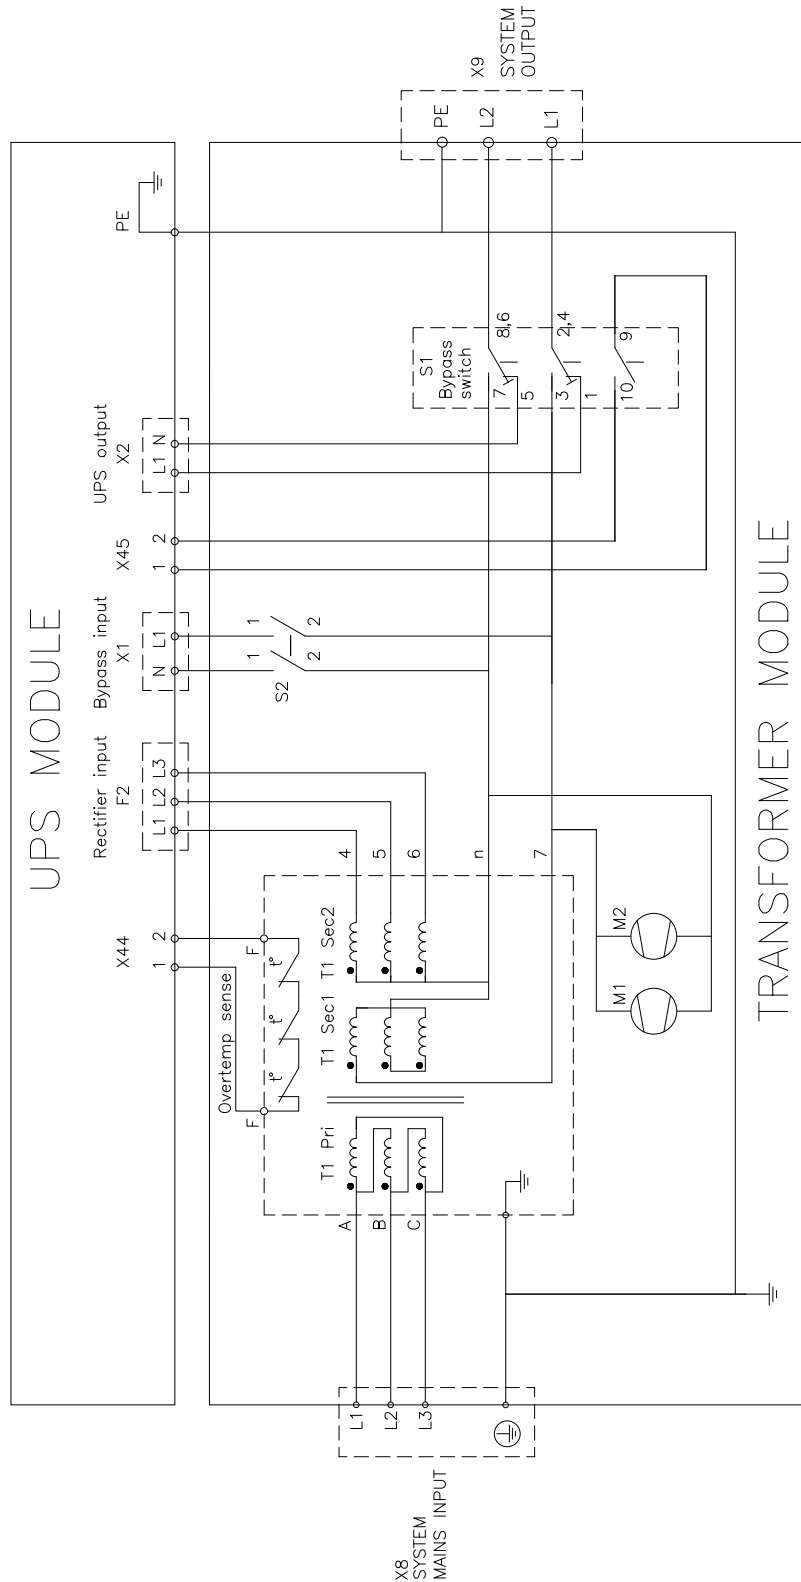 UPS MODULE
X44
1 2
Rectifier input
F2
L1 L2 L3
Bypass input
X1
N L1
X45
1 2
UPS output
X2
L1 N
PE
Overtemp sense
F
F
t°
t°
t°
S2
1
1
2
2
T1 Pri
T1 Sec1
T1 Sec2
A
B
C
4
5
6
n
7
S1
Bypass
switch
7
5
3
1
10
8,6
2,4
9
X8
SYSTEM
MAINS INPUT
L1
L2
L3
X9
SYSTEM
OUTPUT
PE
L2
L1
M1
M2
TRANSFORMER MODULE